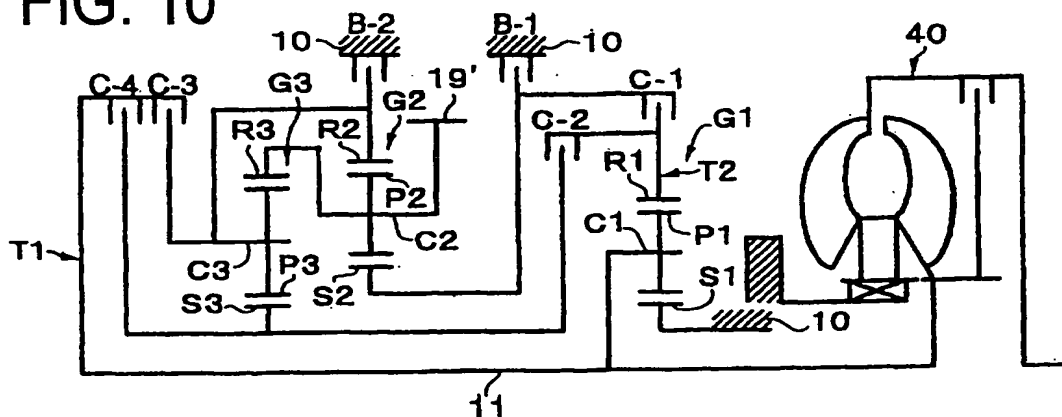 FIG. 10
B-2
B-1
10
10
40
19'
C-4
C-3
G3
G2
C-1
C-2
G1
R3
R2
R1
T2
P2
C2
C1
P1
T1
C3
P3
S2
S1
S3
10
11